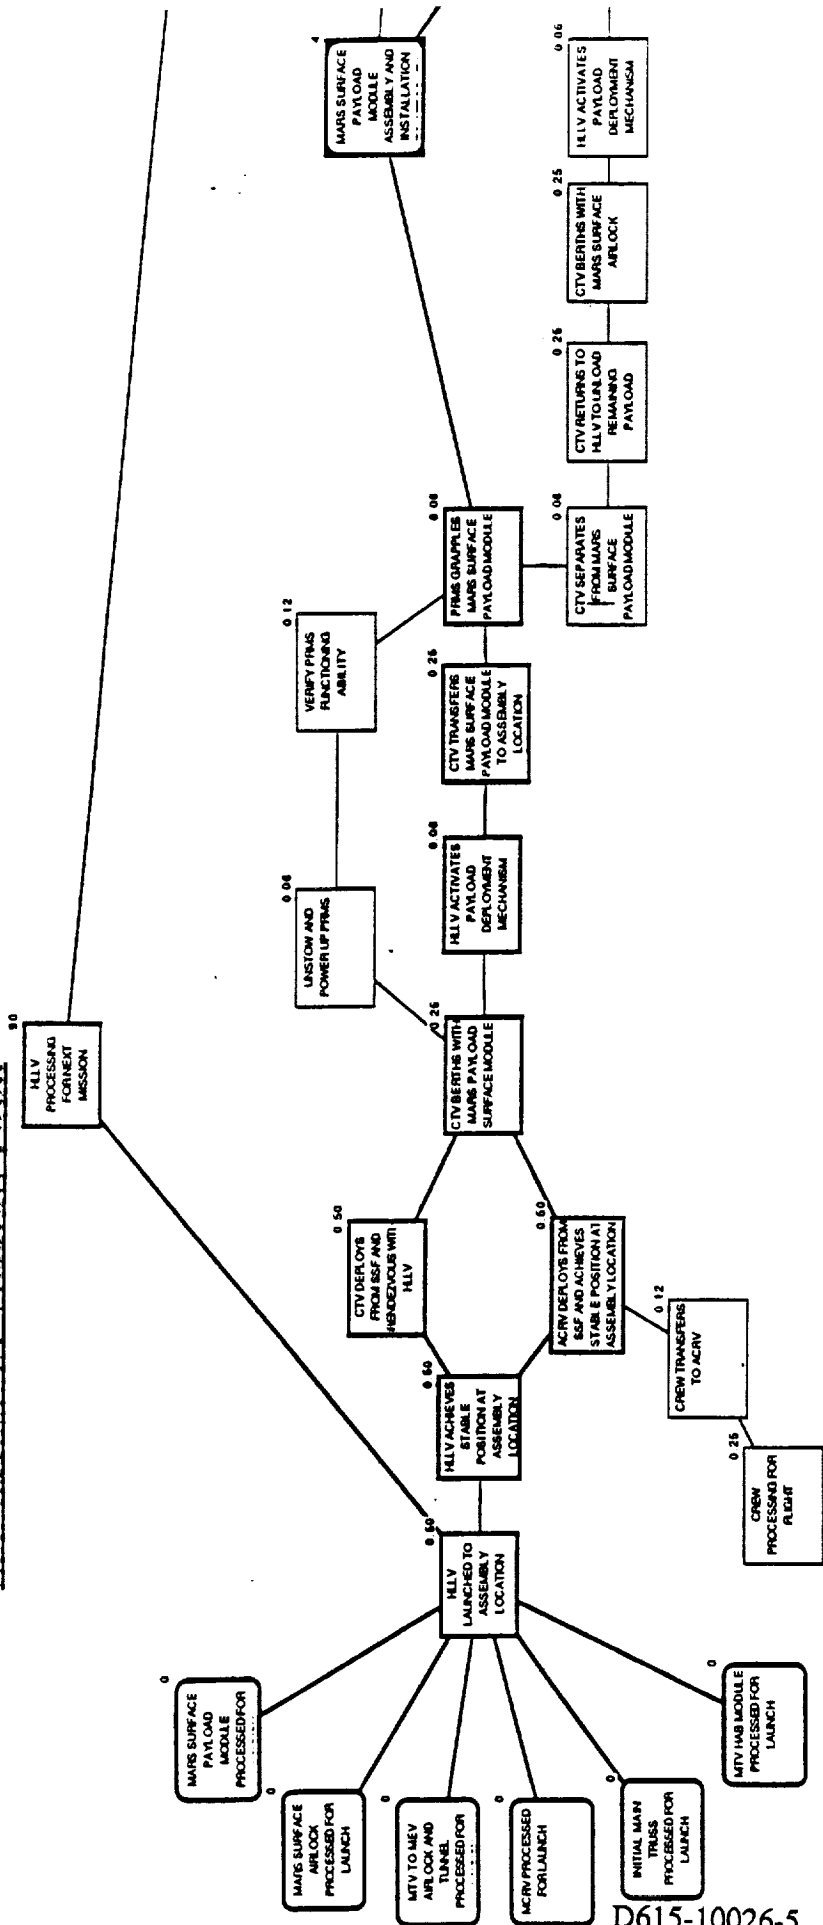 0
MARS SURFACE
PAYLOAD
MODULE
PROCESSED FOR
0
MARS SURFACE
AIRLOCK
PROCESSED FOR
LAUNCH
0
MTV TO MEV
AIRLOCK AND
TUNNEL
PROCESSED FOR
0
MCRV PROCESSED
FOR LAUNCH
0
INITIAL MAIN
TRUSS
PROCESSED FOR
LAUNCH
0
MTV HAB MODULE
PROCESSED FOR
LAUNCH
0.50
HLLV
LAUNCHED TO
ASSEMBLY
LOCATION
90
HLLV
PROCESSING
FOR NEXT
MISSION
0.50
HLLV ACHIEVES
STABLE
POSITION AT
ASSEMBLY
LOCATION
0.25
CREW
PROCESSING FOR
FLIGHT
0.12
CREW TRANSFERS
TO ACRV
0.50
CTV DEPLOYS
FROM SSF AND
RENDEZVOUS WITH
HLLV
0.50
ACRV DEPLOYS FROM
SSF AND ACHIEVES
STABLE POSITION AT
ASSEMBLY LOCATION
0.25
CTV BERTHS WITH
MARS PAYLOAD
SURFACE MODULE
0.06
UNSTOW AND
POWER UP PRMS
0.12
VERIFY PRMS
FUNCTIONING
ABILITY
0.06
HLLV ACTIVATES
PAYLOAD
DEPLOYMENT
MECHANISM
0.25
CTV TRANSFERS
MARS SURFACE
PAYLOAD MODULE
TO ASSEMBLY
LOCATION
0.06
PRMS GRAPPLES
MARS SURFACE
PAYLOAD MODULE
0.06
CTV SEPARATES
FROM MARS
SURFACE
PAYLOAD MODULE
0.25
CTV RETURNS TO
HLLV TO UNLOAD
REMAINING
PAYLOAD
0.25
CTV BERTHS WITH
MARS SURFACE
AIRLOCK
0.06
HLLV ACTIVATES
PAYLOAD
DEPLOYMENT
MECHANISM
4
MARS SURFACE
PAYLOAD
MODULE
ASSEMBLY AND
INSTALLATION
D615-10026-5